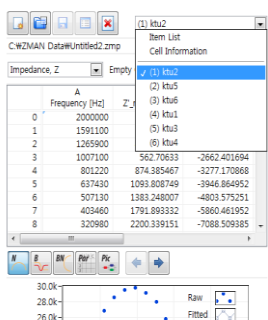 (1) ktu2
Item List
Cell Information
C:\ZMAN Data\Untitled2.zmp
✓ (1) ktu2
(2) ktu5
(3) ktu6
(4) ktu1
(5) ktu3
(6) ktu4
Impedance, Z Empty
A
Frequency [Hz]
0 2000000
1 1591100
2 1265900
3 1007100 562.70633 -2662.401694
4 801220 874.385467 -3277.170868
5 637430 1093.808749 -3946.864952
6 507130 1383.248007 -4803.575251
7 403460 1791.893332 -5860.461952
8 320980 2200.339151 -7088.509385
N B BN Par Pic
30.0k
28.0k
26.0k
Raw
Fitted